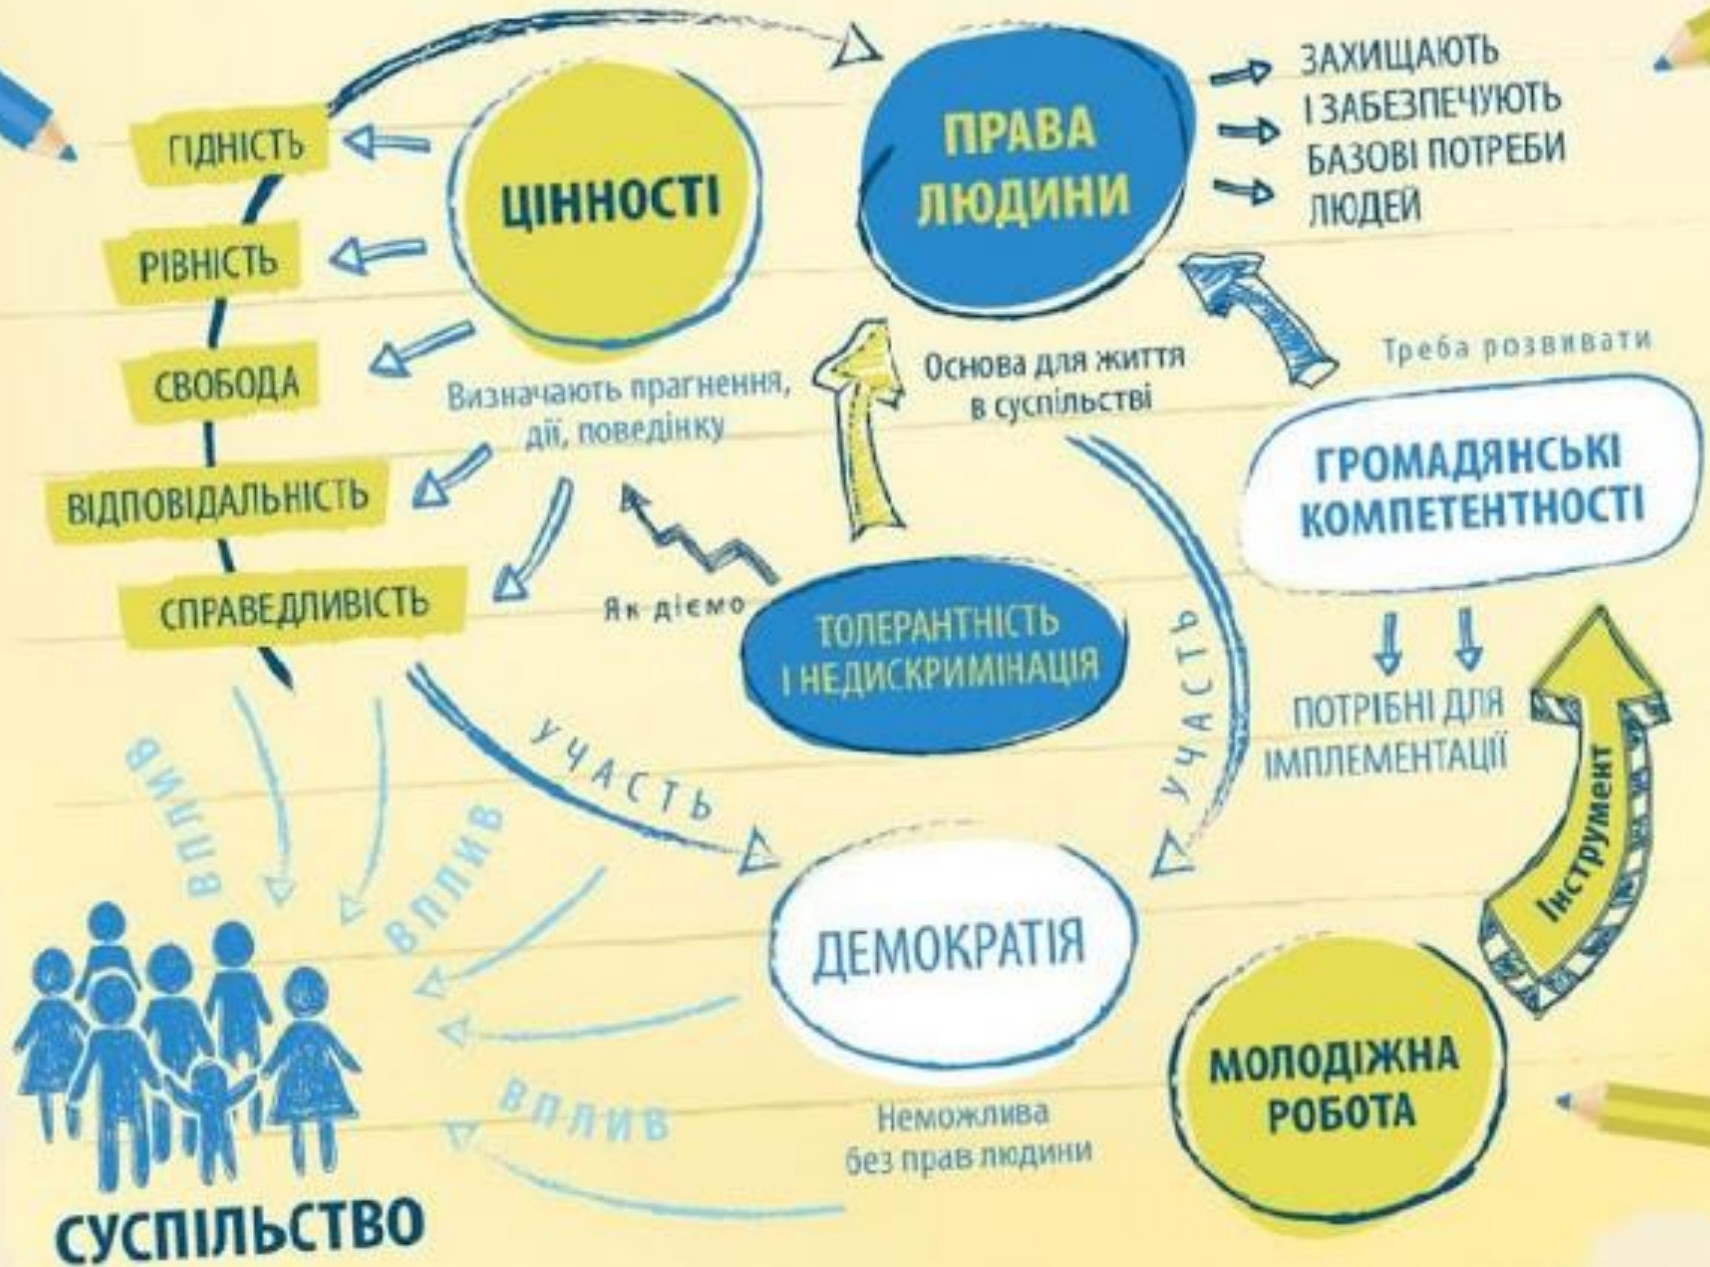 ГІДНІСТЬ
РІВНІСТЬ
СВОБОДА
ВІДПОВІДАЛЬНІСТЬ
СПРАВЕДЛИВІСТЬ
ЦІННОСТІ
Визначають прагнення,
дії, поведінку
ПРАВА
ЛЮДИНИ
ЗАХИЩАЮТЬ
І ЗАБЕЗПЕЧУЮТЬ
БАЗОВІ ПОТРЕБИ
ЛЮДЕЙ
Основа для життя
в суспільстві
Треба розвивати
ГРОМАДЯНСЬКІ
КОМПЕТЕНТНОСТІ
ПОТРІБНІ ДЛЯ
ІМПЛЕМЕНТАЦІЇ
Як діємо
ТОЛЕРАНТНІСТЬ
І НЕДИСКРИМІНАЦІЯ
УЧАСТЬ
УЧАСТЬ
Інструмент
ВПЛИВ
ВПЛИВ
ВПЛИВ
ДЕМОКРАТІЯ
Неможлива
без прав людини
МОЛОДІЖНА
РОБОТА
СУСПІЛЬСТВО